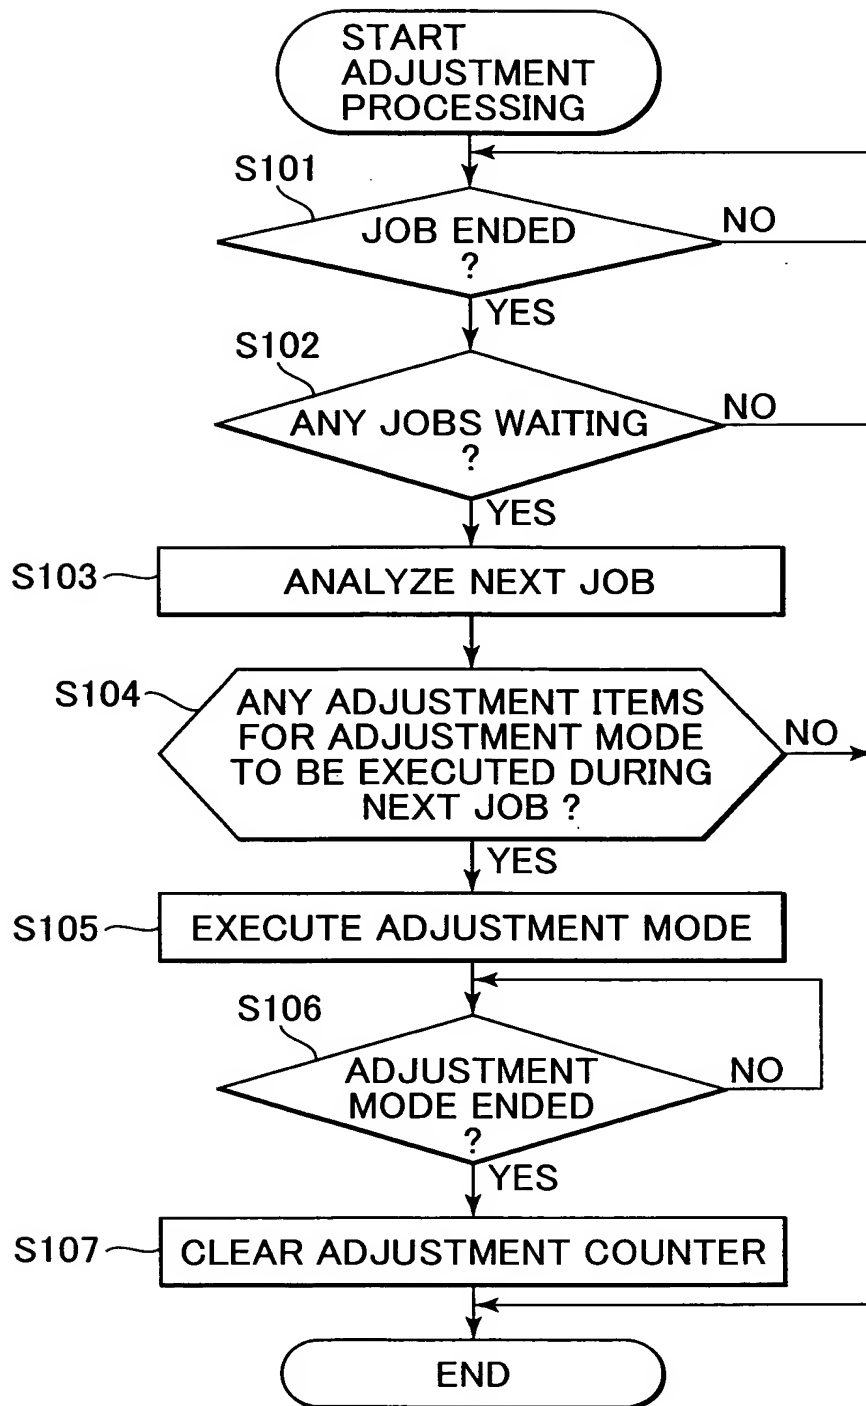 START
ADJUSTMENT
PROCESSING
S101
JOB ENDED
?
NO
YES
S102
ANY JOBS WAITING
?
NO
YES
S103
ANALYZE NEXT JOB
S104
ANY ADJUSTMENT ITEMS
FOR ADJUSTMENT MODE
TO BE EXECUTED DURING
NEXT JOB ?
NO
YES
S105
EXECUTE ADJUSTMENT MODE
S106
ADJUSTMENT
MODE ENDED
?
NO
YES
S107
CLEAR ADJUSTMENT COUNTER
END